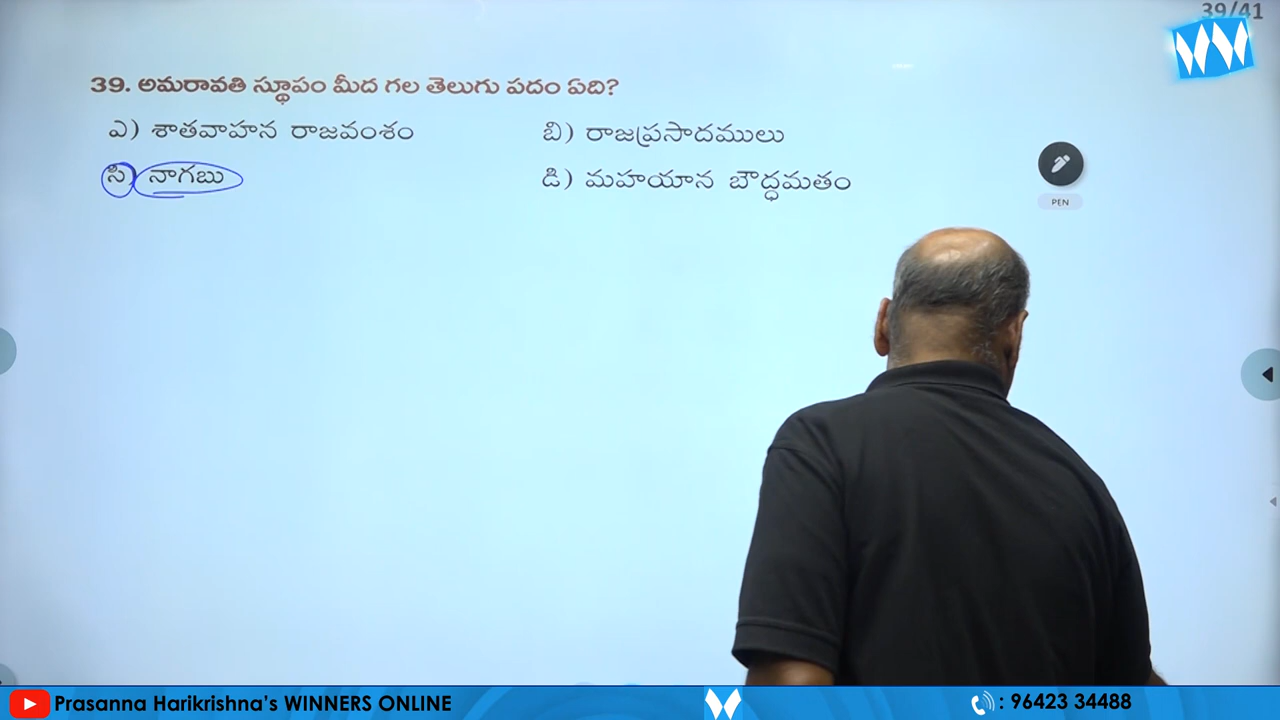 39/41
39. అమరావతి స్థూపం మీద గల తెలుగు పదం ఏది?
ఎ) శాతవాహన రాజవంశం
బి) రాజప్రసాదములు
సి) నాగబు
డి) మహయాన బౌద్ధమతం
PEN
Prasanna Harikrishna's WINNERS ONLINE
: 96423 34488